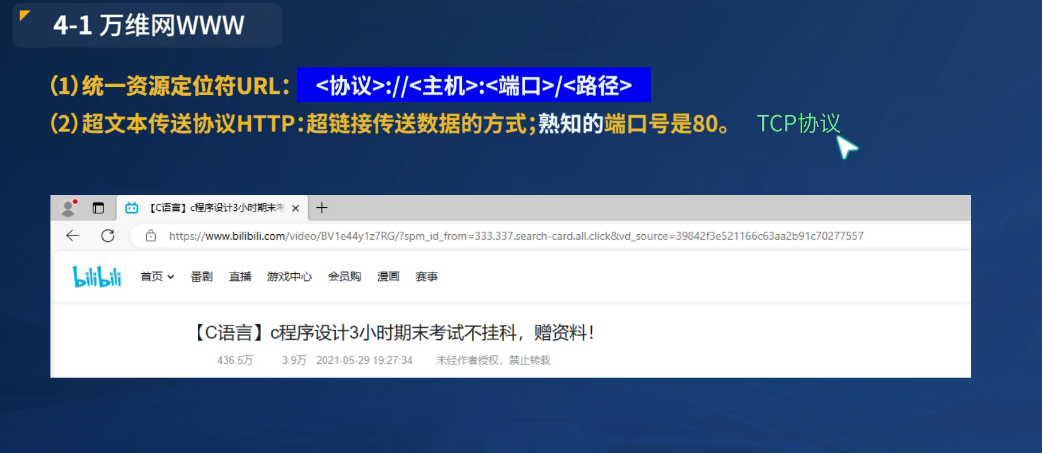 4-1 万维网WWW
(1)统一资源定位符URL： <协议>://<主机>:<端口>/<路径>
(2)超文本传送协议HTTP：超链接传送数据的方式；熟知的端口号是80。 TCP协议
【C语言】c程序设计3小时期末考
https://www.bilibili.com/video/BV1e44y1z7RG/?spm_id_from=333.337.search-card.all.click&vd_source=39842f3e521166c63aa2b91c70277557
bilibili 首页 番剧 直播 游戏中心 会员购 漫画 赛事
【C语言】c程序设计3小时期末考试不挂科，赠资料！
436.5万 3.9万 2021-05-29 19:27:34 未经作者授权，禁止转载